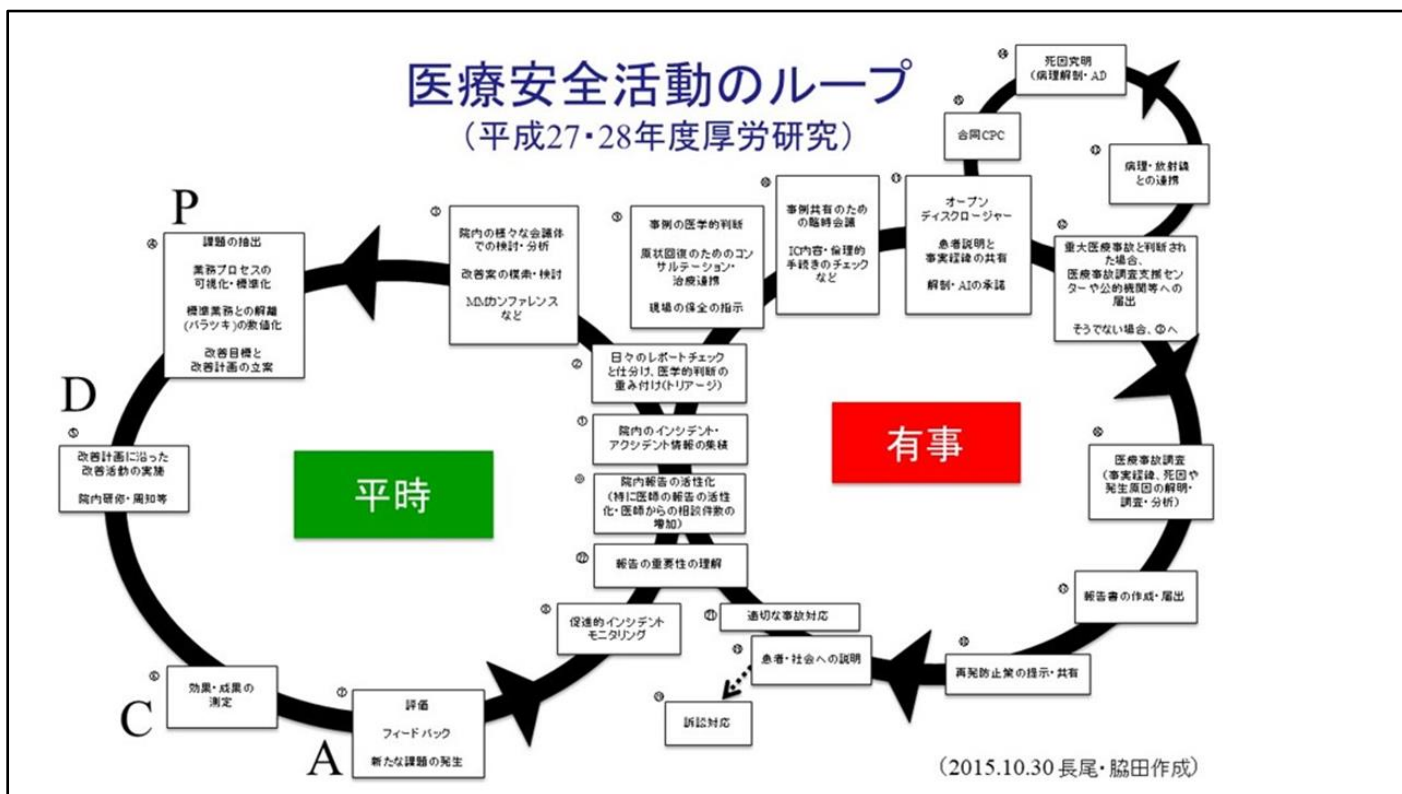 医療安全活動のループ
（平成27・28年度厚労研究）
P
④
課題の抽出
業務プロセスの
可視化・標準化
標準業務との解離
(バラツキ)の数値化
改善目標と
改善計画の立案
D
⑤
改善計画に沿った
改善活動の実施
院内研修・周知等
C
⑥
効果・成果の
測定
A
⑦
評価
フィードバック
新たな課題の発生
⑧
促進的インシデント
モニタリング
平時
③
院内の様々な会議体
での検討・分析
改善案の模索・検討
MMカンファレンス
など
②
日々のレポートチェック
と仕分け、医学的判断の
重み付け(トリアージ)
①
院内のインシデント・
アクシデント情報の集積
院内報告の活性化
(特に医師の報告の活性
化・医師からの相談件数の
増加)
㉒
報告の重要性の理解
有事
⑨
事例の医学的判断
原状回復のためのコン
サルテーション・
治療連携
現場の保全の指示
⑩
事例共有のため
の臨時会議
IC内容・倫理的
手続きのチェック
など
⑪
オープン
ディスクロージャー
患者説明と
事実経緯の共有
解剖・AIの承諾
⑫
重大医療事故と判断され
た場合、
医療事故調査支援セン
ターや公的機関等への
届出
そうでない場合、③へ
⑬
病理・放射線
との連携
⑭
死因究明
(病理解剖・AI)
⑮
合同CPC
⑯
医療事故調査
(事実経緯、死因や
発生原因の解明・
調査・分析)
⑰
報告書の作成・届出
⑱
再発防止策の提示・共有
⑲
患者・社会への説明
⑳
訴訟対応
㉑
適切な事故対応
（2015.10.30 長尾・脇田作成）